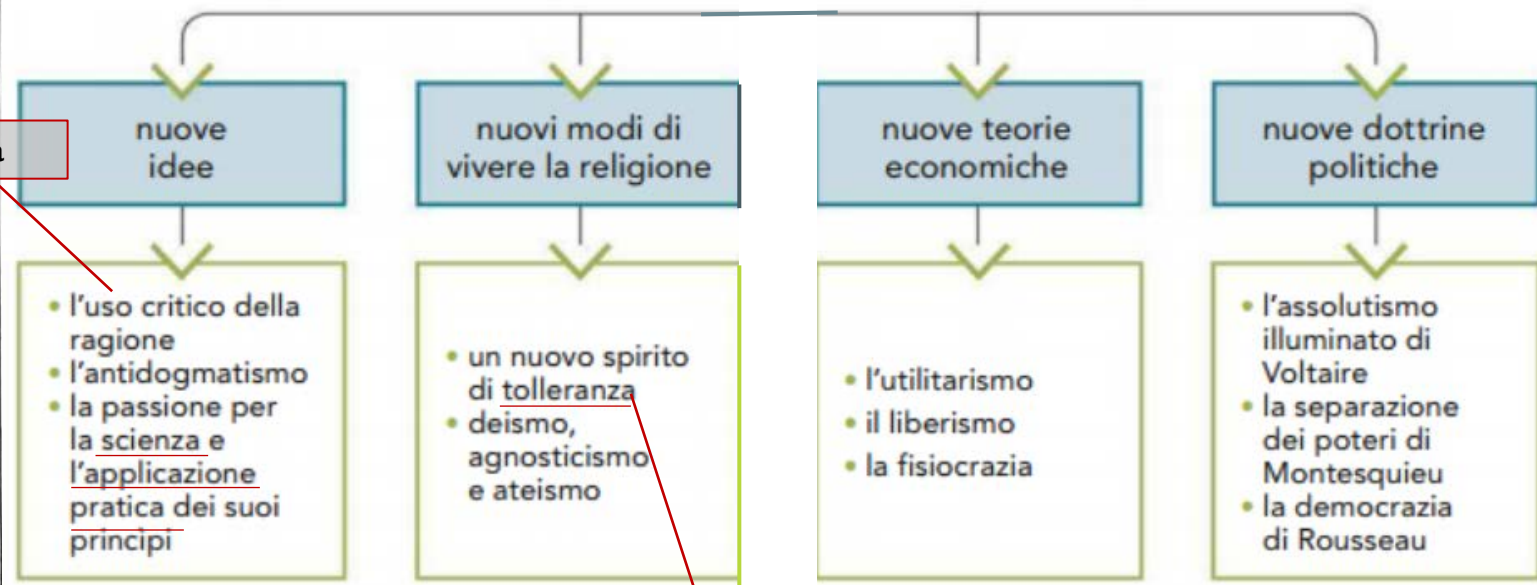 nuove
idee
nuovi modi di
vivere la religione
nuove teorie
economiche
nuove dottrine
politiche
a
• l'uso critico della
ragione
• l'antidogmatismo
• la passione per
la scienza e
l'applicazione
pratica dei suoi
princìpi
• un nuovo spirito
di tolleranza
• deismo,
agnosticismo
e ateismo
• l'utilitarismo
• il liberismo
• la fisiocrazia
• l'assolutismo
illuminato di
Voltaire
• la separazione
dei poteri di
Montesquieu
• la democrazia
di Rousseau